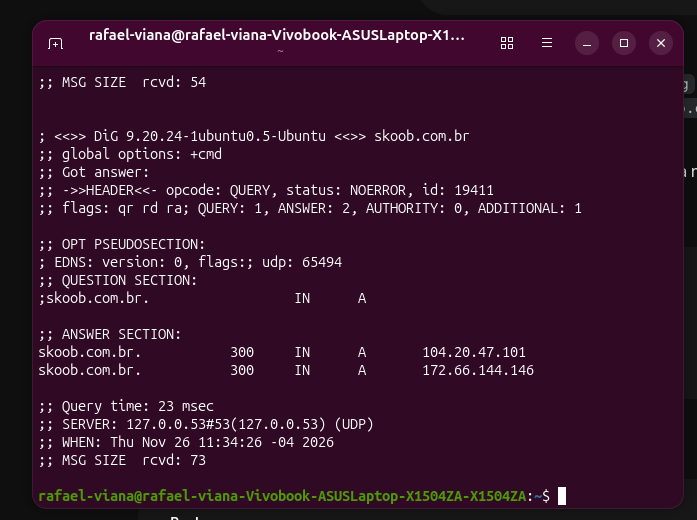 rafael-viana@rafael-viana-Vivobook-ASUSLaptop-X1...
~
;; MSG SIZE  rcvd: 54
; <<>> DiG 9.20.24-1ubuntu0.5-Ubuntu <<>> skoob.com.br
;; global options: +cmd
;; Got answer:
;; ->>HEADER<<- opcode: QUERY, status: NOERROR, id: 19411
;; flags: qr rd ra; QUERY: 1, ANSWER: 2, AUTHORITY: 0, ADDITIONAL: 1
;; OPT PSEUDOSECTION:
; EDNS: version: 0, flags:; udp: 65494
;; QUESTION SECTION:
;skoob.com.br.                  IN      A
;; ANSWER SECTION:
skoob.com.br.           300     IN      A       104.20.47.101
skoob.com.br.           300     IN      A       172.66.144.146
;; Query time: 23 msec
;; SERVER: 127.0.0.53#53(127.0.0.53) (UDP)
;; WHEN: Thu Nov 26 11:34:26 -04 2026
;; MSG SIZE  rcvd: 73
rafael-viana@rafael-viana-Vivobook-ASUSLaptop-X1504ZA-X1504ZA:~$